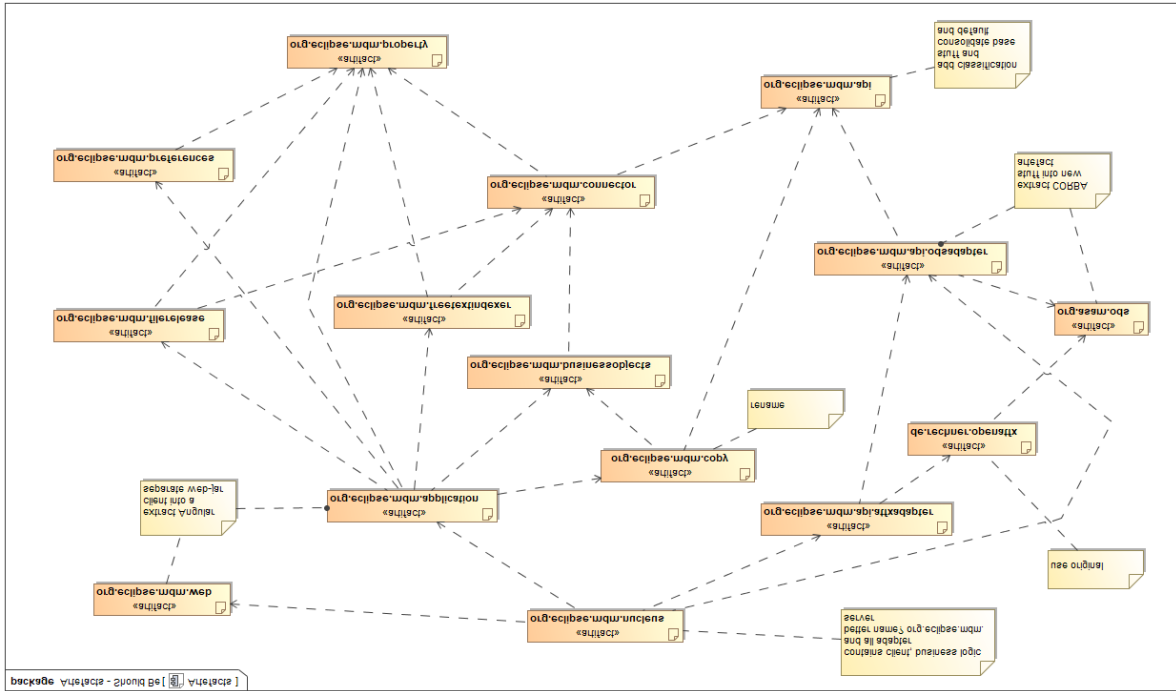 package Artefacts - Should Be [ Artefacts ]
«artifact»
org.eclipse.mdm.nucleus
contains client, business logic
and all adapter
better name? org.eclipse.mdm.
server
«artifact»
org.eclipse.mdm.web
use original
extract Angular
client into a
separate web-jar
«artifact»
org.eclipse.mdm.application
«artifact»
org.eclipse.mdm.api.atfxadapter
«artifact»
org.eclipse.mdm.copy
«artifact»
de.rechner.openatfx
rename
«artifact»
org.eclipse.mdm.businessobjects
«artifact»
org.eclipse.mdm.filerelease
«artifact»
org.eclipse.mdm.freetextindexer
«artifact»
org.asam.ods
«artifact»
org.eclipse.mdm.api.odsadapter
«artifact»
org.eclipse.mdm.connector
extract CORBA
stuff into new
artefact
«artifact»
org.eclipse.mdm.preferences
«artifact»
org.eclipse.mdm.api
add classification
stuff and
consolidate base
and default
«artifact»
org.eclipse.mdm.property